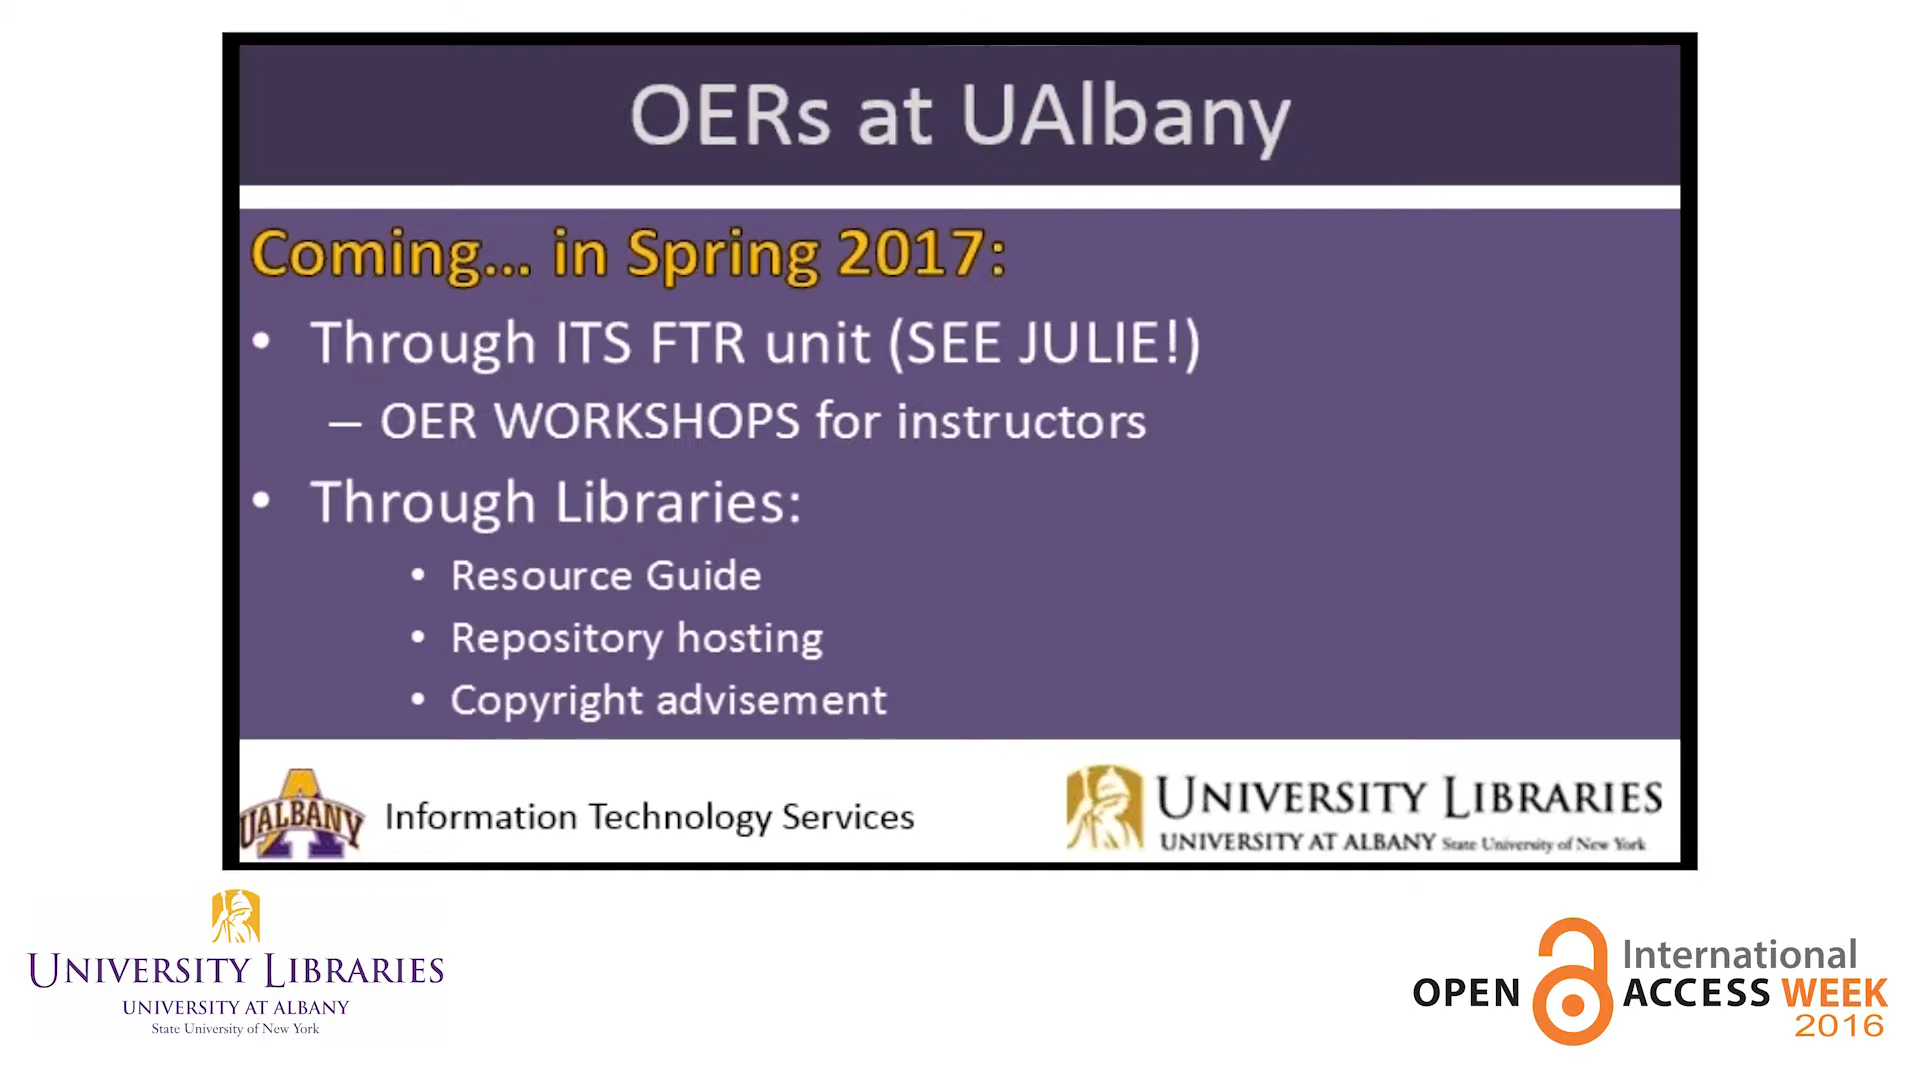 OERs at UAlbany
Coming... in Spring 2017:
• Through ITS FTR unit (SEE JULIE!)
– OER WORKSHOPS for instructors
• Through Libraries:
• Resource Guide
• Repository hosting
• Copyright advisement
UALBANY
Information Technology Services
UNIVERSITY LIBRARIES
UNIVERSITY AT ALBANY State University of New York
UNIVERSITY LIBRARIES
UNIVERSITY AT ALBANY
State University of New York
International
OPEN ACCESS WEEK
2016